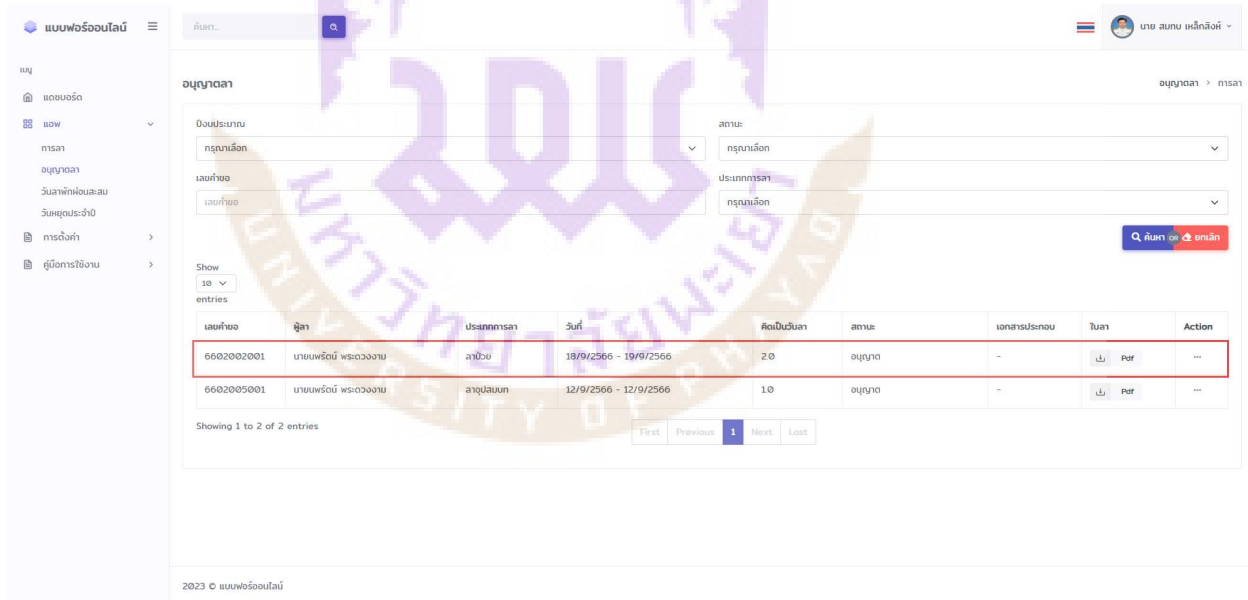 แบบฟอร์ออนไลน์
ค้นหา...
นาย สมทบ เหล็กสิงห์
เมนู
แดชบอร์ด
แอพ
การลา
อนุญาตลา
วันลาพักผ่อนสะสม
วันหยุดประจำปี
การตั้งค่า
คู่มือการใช้งาน
อนุญาตลา
อนุญาตลา > การลา
ปีงบประมาณ สถานะ
กรุณาเลือก กรุณาเลือก
เลขคำขอ ประเภทการลา
เลขคำขอ กรุณาเลือก
ค้นหา OR ยกเลิก
Show
10
entries
เลขคำขอ ผู้ลา ประเภทการลา วันที่ คิดเป็นวันลา สถานะ เอกสารประกอบ ใบลา Action
6602002001 นายนพรัตน์ พระดวงงาม ลาป่วย 18/9/2566 - 19/9/2566 2.0 อนุญาต - Pdf ...
6602005001 นายนพรัตน์ พระดวงงาม ลาอุปสมบท 12/9/2566 - 12/9/2566 1.0 อนุญาต - Pdf ...
Showing 1 to 2 of 2 entries
First Previous 1 Next Last
มหาวิทยาลัยพะเยา
UNIVERSITY OF PHAYAO
2023 © แบบฟอร์ออนไลน์